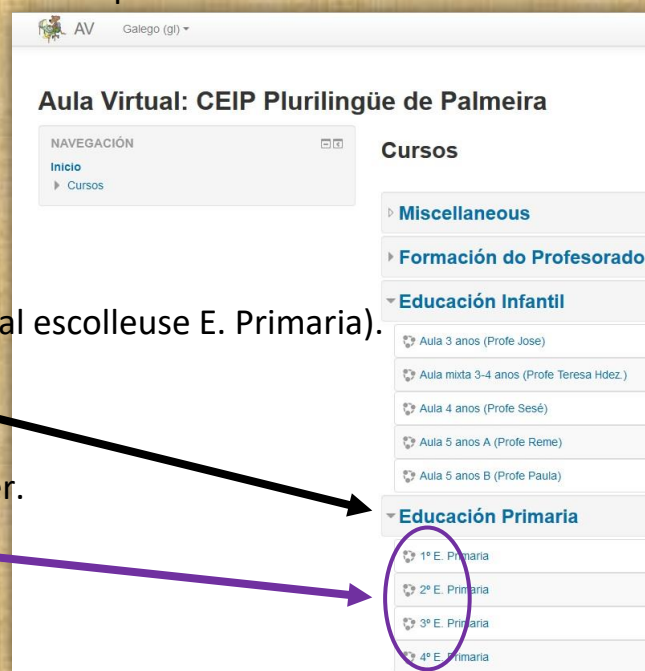 AV Galego (gl)
Aula Virtual: CEIP Plurilingüe de Palmeira
NAVEGACIÓN
Inicio
Cursos
Cursos
Miscellaneous
Formación do Profesorado
Educación Infantil
al escolleuse E. Primaria).
Aula 3 anos (Profe Jose)
Aula mixta 3-4 anos (Profe Teresa Hdez.)
Aula 4 anos (Profe Sesé)
Aula 5 anos A (Profe Reme)
Aula 5 anos B (Profe Paula)
r.
Educación Primaria
1º E. Primaria
2º E. Primaria
3º E. Primaria
4º E. Primaria